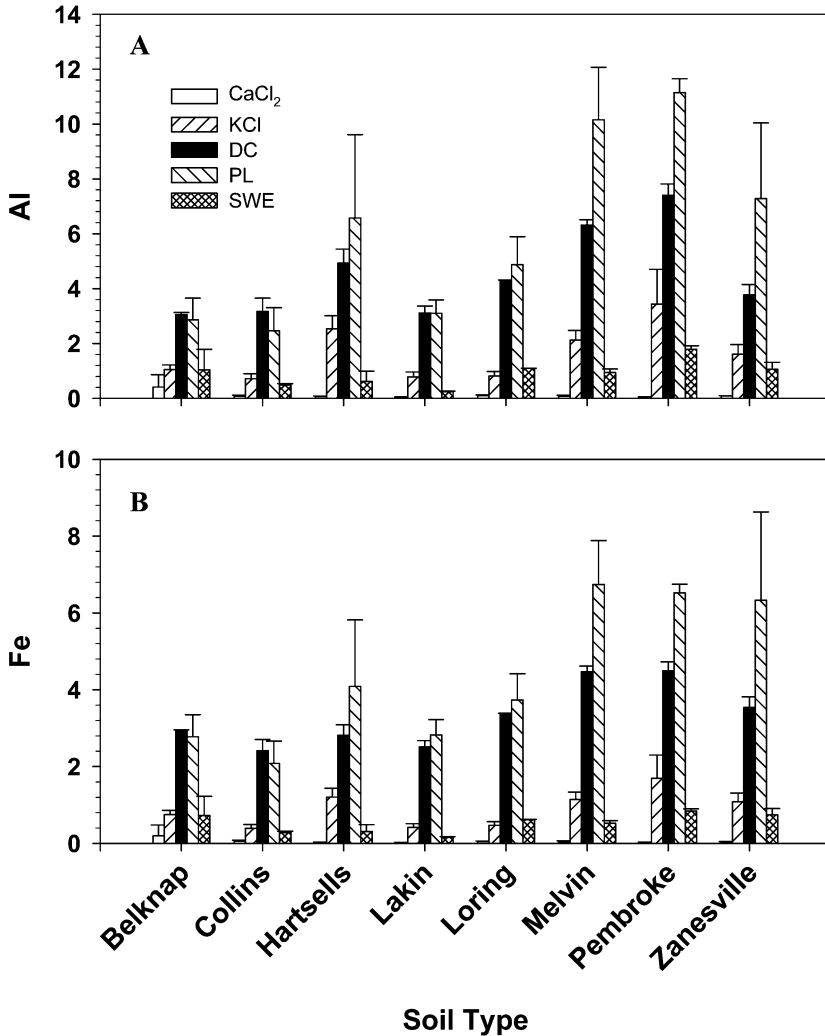 A
14
12
10
8
6
4
2
0
Al
CaCl₂
KCl
DC
PL
SWE
B
10
8
6
4
2
0
Fe
Belknap
Collins
Hartsells
Lakin
Loring
Melvin
Pembroke
Zanesville
Soil Type